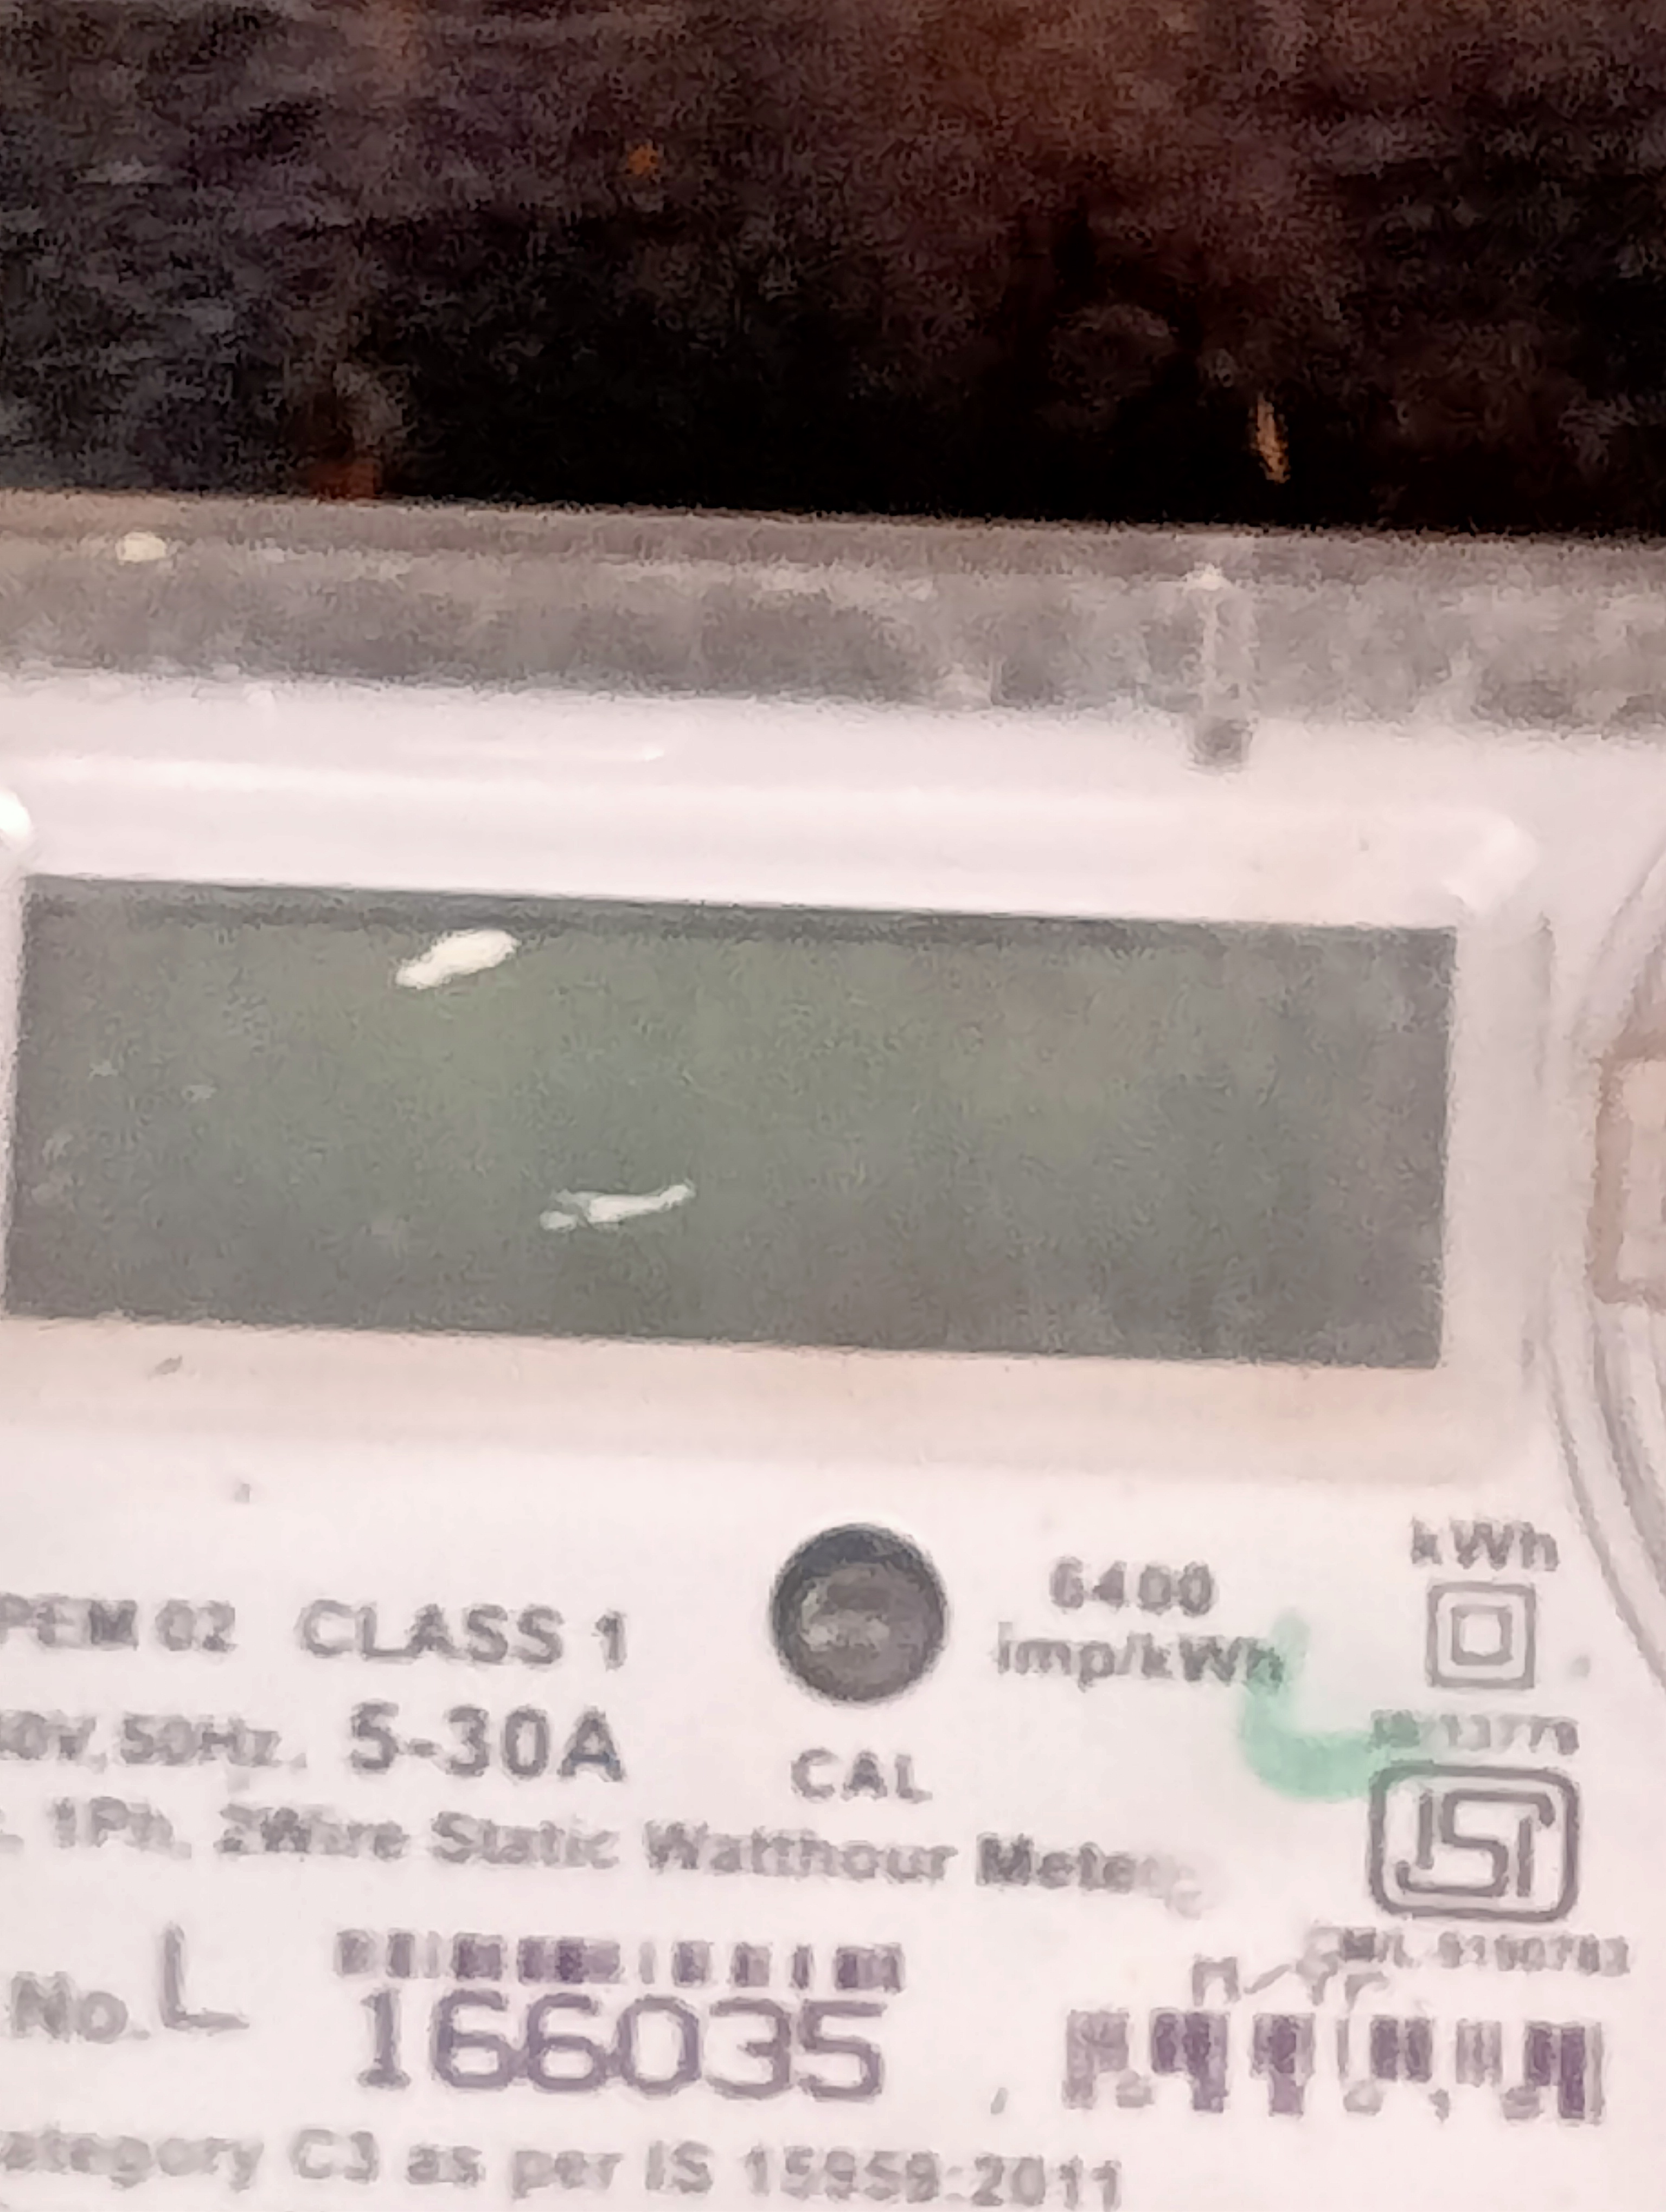 kWh
6400
imp/kWh
PEM 02 CLASS 1
50Hz. 5-30A
CAL
1Ph. 2Wire Static Watthour Meter
ISI
No. L 166035
C3 as per IS 15959:2011